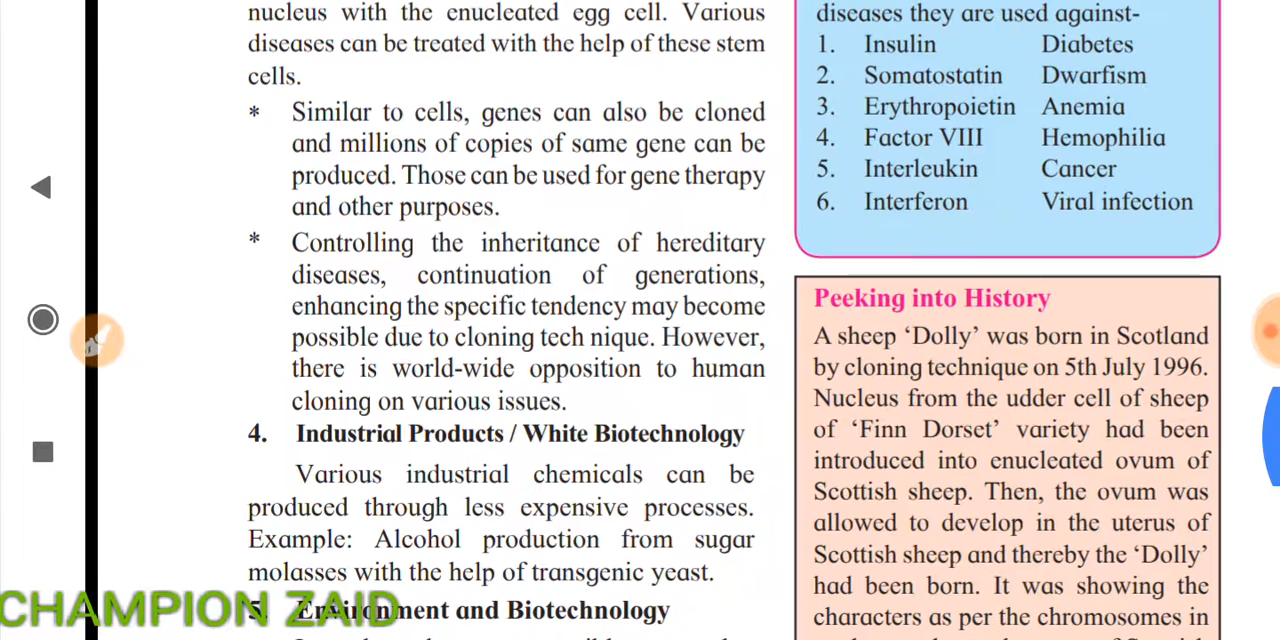 nucleus with the enucleated egg cell. Various
diseases can be treated with the help of these stem
cells.
* Similar to cells, genes can also be cloned
and millions of copies of same gene can be
produced. Those can be used for gene therapy
and other purposes.
* Controlling the inheritance of hereditary
diseases, continuation of generations,
enhancing the specific tendency may become
possible due to cloning tech nique. However,
there is world-wide opposition to human
cloning on various issues.
4. Industrial Products / White Biotechnology
Various industrial chemicals can be
produced through less expensive processes.
Example: Alcohol production from sugar
molasses with the help of transgenic yeast.
5. Environment and Biotechnology
CHAMPION ZAID
diseases they are used against-
1. Insulin Diabetes
2. Somatostatin Dwarfism
3. Erythropoietin Anemia
4. Factor VIII Hemophilia
5. Interleukin Cancer
6. Interferon Viral infection
Peeking into History
A sheep ‘Dolly’ was born in Scotland
by cloning technique on 5th July 1996.
Nucleus from the udder cell of sheep
of ‘Finn Dorset’ variety had been
introduced into enucleated ovum of
Scottish sheep. Then, the ovum was
allowed to develop in the uterus of
Scottish sheep and thereby the ‘Dolly’
had been born. It was showing the
characters as per the chromosomes in